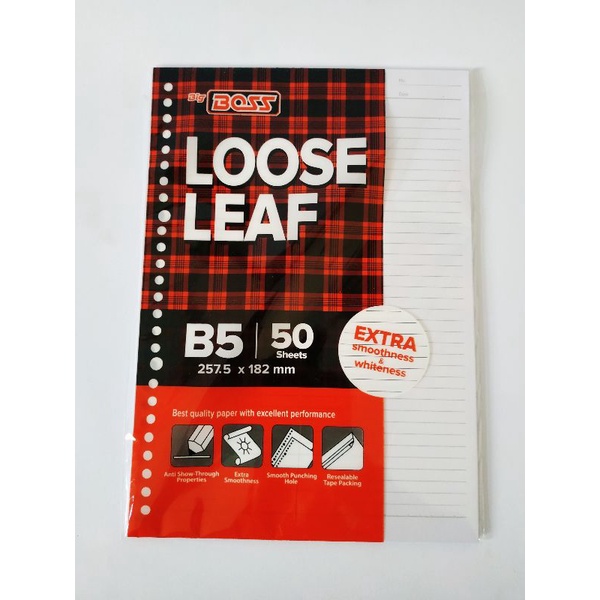 Big BOSS
LOOSE
LEAF
B5 | 50
Sheets
257.5 x 182 mm
EXTRA
smoothness
&
whiteness
Best quality paper with excellent performance
Anti Show-Through
Properties
Extra
Smoothness
Smooth Punching
Hole
Resealable
Tape Packing